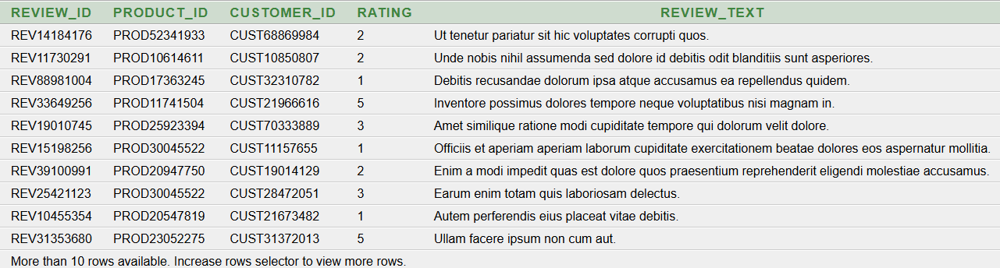 REVIEW_ID PRODUCT_ID CUSTOMER_ID RATING REVIEW_TEXT
REV14184176 PROD52341933 CUST68869984 2 Ut tenetur pariatur sit hic voluptates corrupti quos.
REV11730291 PROD10614611 CUST10850807 2 Unde nobis nihil assumenda sed dolore id debitis odit blanditiis sunt asperiores.
REV88981004 PROD17363245 CUST32310782 1 Debitis recusandae dolorum ipsa atque accusamus ea repellendus quidem.
REV33649256 PROD11741504 CUST21966616 5 Inventore possimus dolores tempore neque voluptatibus nisi magnam in.
REV19010745 PROD25923394 CUST70333889 3 Amet similique ratione modi cupiditate tempore qui dolorum velit dolore.
REV15198256 PROD30045522 CUST11157655 1 Officiis et aperiam aperiam laborum cupiditate exercitationem beatae dolores eos aspernatur mollitia.
REV39100991 PROD20947750 CUST19014129 2 Enim a modi impedit quas est dolore quos praesentium reprehenderit eligendi molestiae accusamus.
REV25421123 PROD30045522 CUST28472051 3 Earum enim totam quis laboriosam delectus.
REV10455354 PROD20547819 CUST21673482 1 Autem perferendis eius placeat vitae debitis.
REV31353680 PROD23052275 CUST31372013 5 Ullam facere ipsum non cum aut.
More than 10 rows available. Increase rows selector to view more rows.